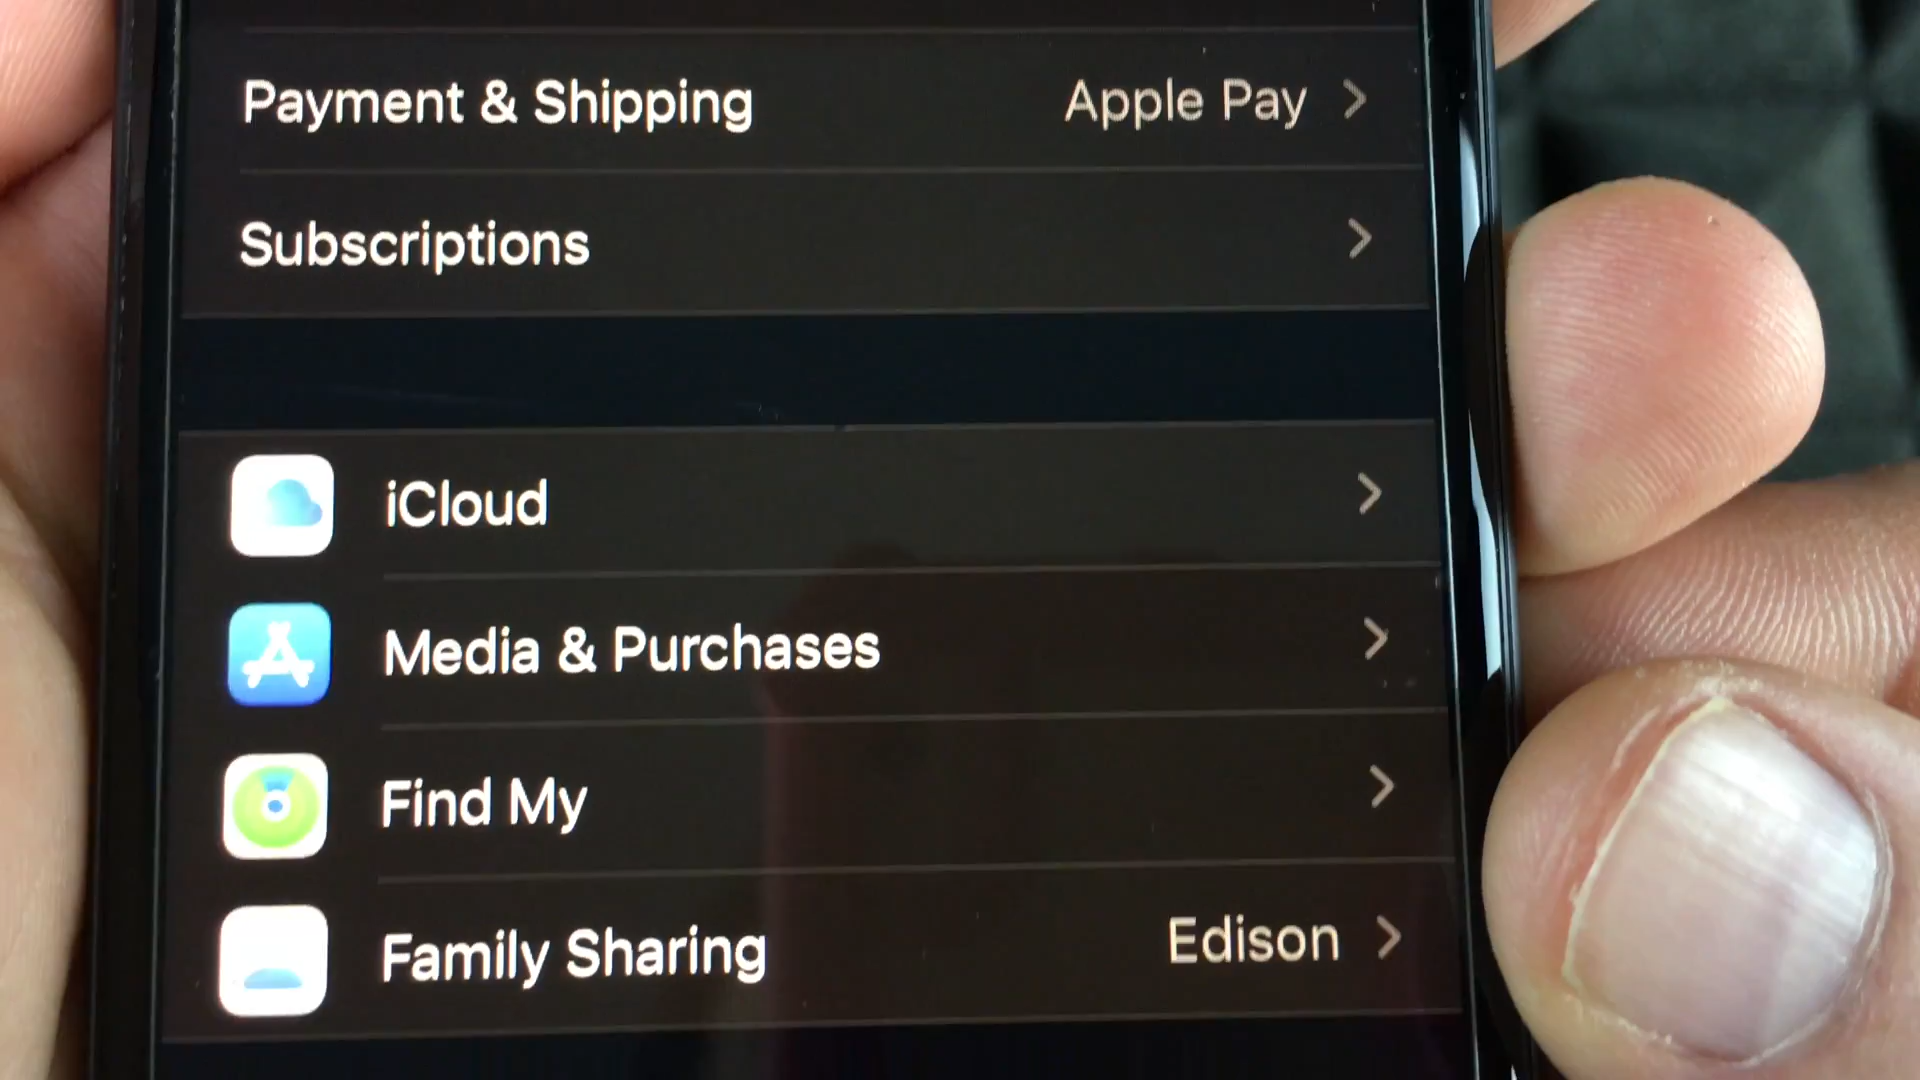 Payment & Shipping Apple Pay
Subscriptions
iCloud
Media & Purchases
Find My
Family Sharing Edison